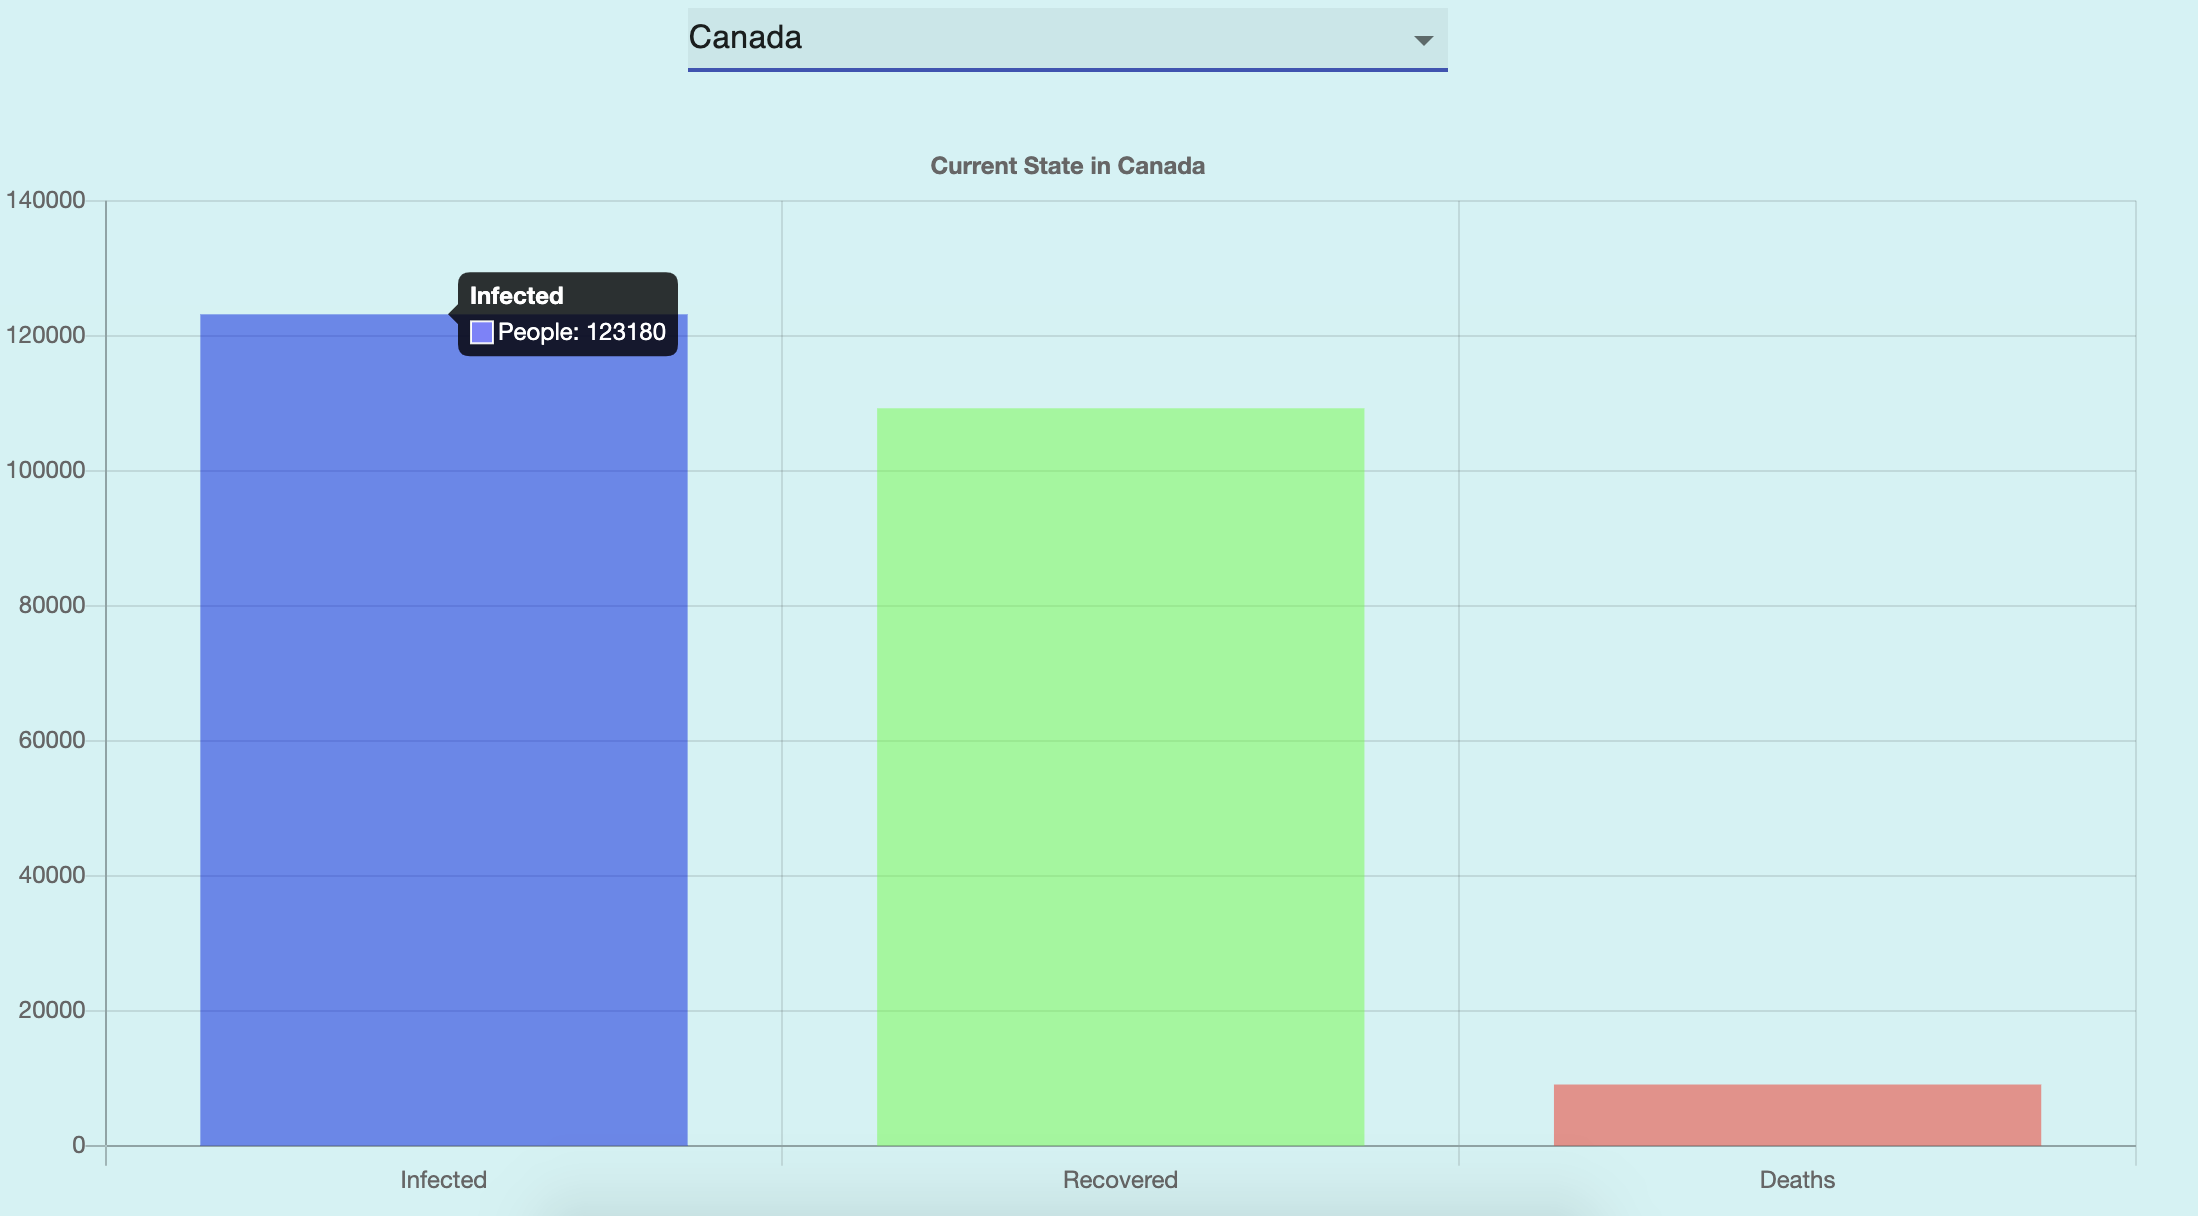 Canada
Current State in Canada
140000
120000
100000
80000
60000
40000
20000
0
Infected
People: 123180
Infected
Recovered
Deaths